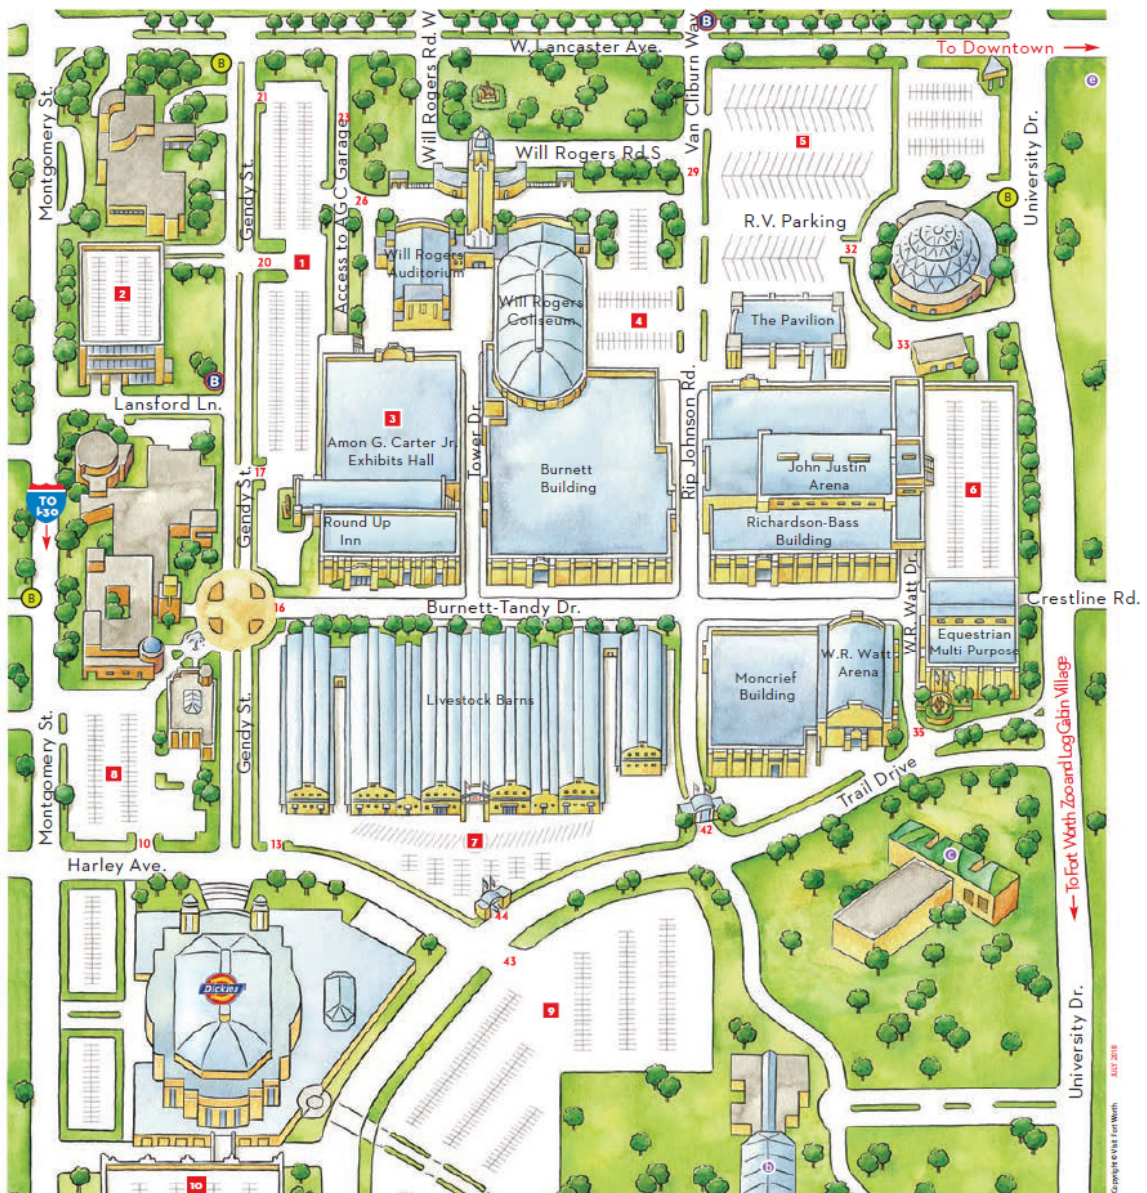 B
W. Lancaster Ave.
To Downtown
B
e
Montgomery St.
21
23
Will Rogers Rd. W
Van Cliburn Way
5
University Dr.
Access to AGC Garage
Will Rogers Rd. S
29
Gendy St.
26
B
R.V. Parking
32
20
1
Will Rogers
Auditorium
2
Will Rogers
Coliseum
4
The Pavilion
33
B
Lansford Ln.
3
Amon G. Carter Jr.
Exhibits Hall
Tower Dr.
Rip Johnson Rd.
17
Burnett
Building
John Justin
Arena
6
TO
I-30
Gendy St.
Round Up
Inn
Richardson-Bass
Building
W.R. Watt Dr.
B
16
Burnett-Tandy Dr.
Crestline Rd.
Equestrian
Multi-Purpose
W.R. Watt
Arena
Moncrief
Building
Livestock Barns
Gendy St.
Montgomery St.
To Fort Worth Zoo and Log Cabin Village
35
8
Trail Drive
42
10
13
7
Harley Ave.
c
44
43
Dickies
9
University Dr.
JULY 2018
Copyright © Visit Fort Worth
b
10